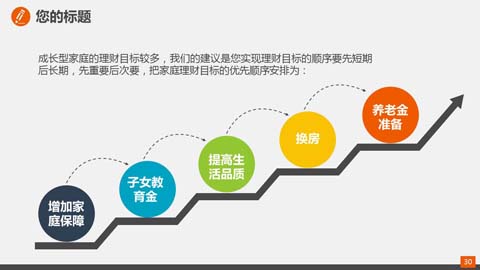 您的标题
成长型家庭的理财目标较多，我们的建议是您实现理财目标的顺序要先短期
后长期，先重要后次要，把家庭理财目标的优先顺序安排为：
养老金
准备
换房
提高生
活品质
子女教
育金
增加家
庭保障
30